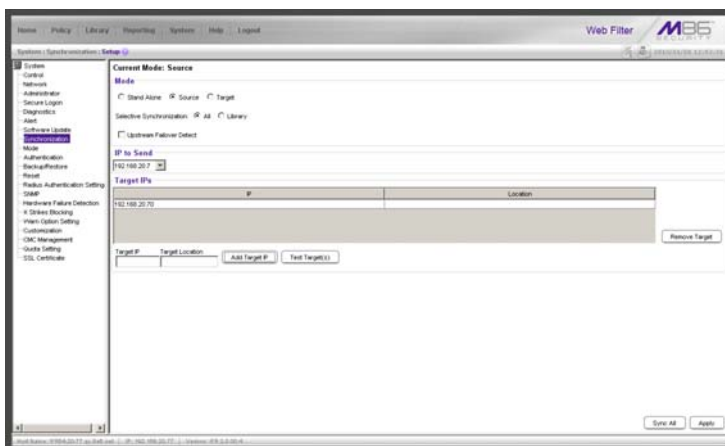 Home Policy Library Reporting System Help Logout
Web Filter
M86
SECURITY
System : Synchronization : Setup
System
Control
Network
Administrator
Secure Logon
Diagnostics
Alert
Software Update
Synchronization
Mode
Authentication
Backup/Restore
Reset
Radius Authentication Setting
SNMP
Hardware Failure Detection
X Strikes Blocking
Warn Option Setting
Customization
CMC Management
Quota Setting
SSL Certificate
Current Mode: Source
Mode
Stand Alone Source Target
Selective Synchronization All Library
Upstream Failover Detect
IP to Send
192.168.20.7
Target IPs
IP Location
192.168.20.70
Remove Target
Target IP Target Location
Add Target IP Test Target(s)
Sync All Apply